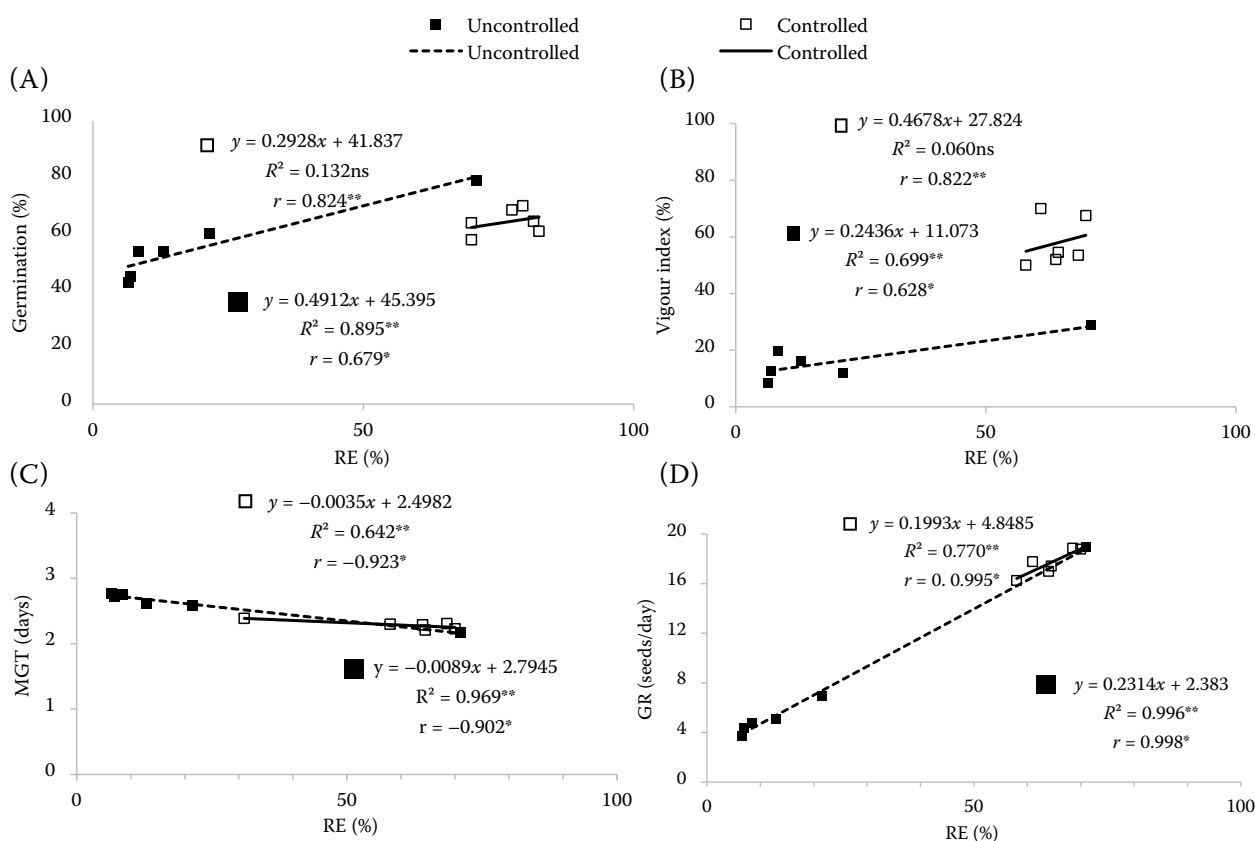 Uncontrolled
Controlled
Uncontrolled
Controlled
(A)
100
80
60
40
20
0
Germination (%)
y = 0.2928x + 41.837
R² = 0.132ns
r = 0.824**
y = 0.4912x + 45.395
R² = 0.895**
r = 0.679*
0
50
100
RE (%)
(B)
100
80
60
40
20
0
Vigour index (%)
y = 0.4678x+ 27.824
R² = 0.060ns
r = 0.822**
y = 0.2436x + 11.073
R² = 0.699**
r = 0.628*
0
50
100
RE (%)
(C)
4
3
2
1
0
MGT (days)
y = −0.0035x + 2.4982
R² = 0.642**
r = −0.923*
y = −0.0089x + 2.7945
R² = 0.969**
r = −0.902*
0
50
100
RE (%)
(D)
20
16
12
8
4
0
GR (seeds/day)
y = 0.1993x + 4.8485
R² = 0.770**
r = 0. 0.995*
y = 0.2314x + 2.383
R² = 0.996**
r = 0.998*
0
50
100
RE (%)